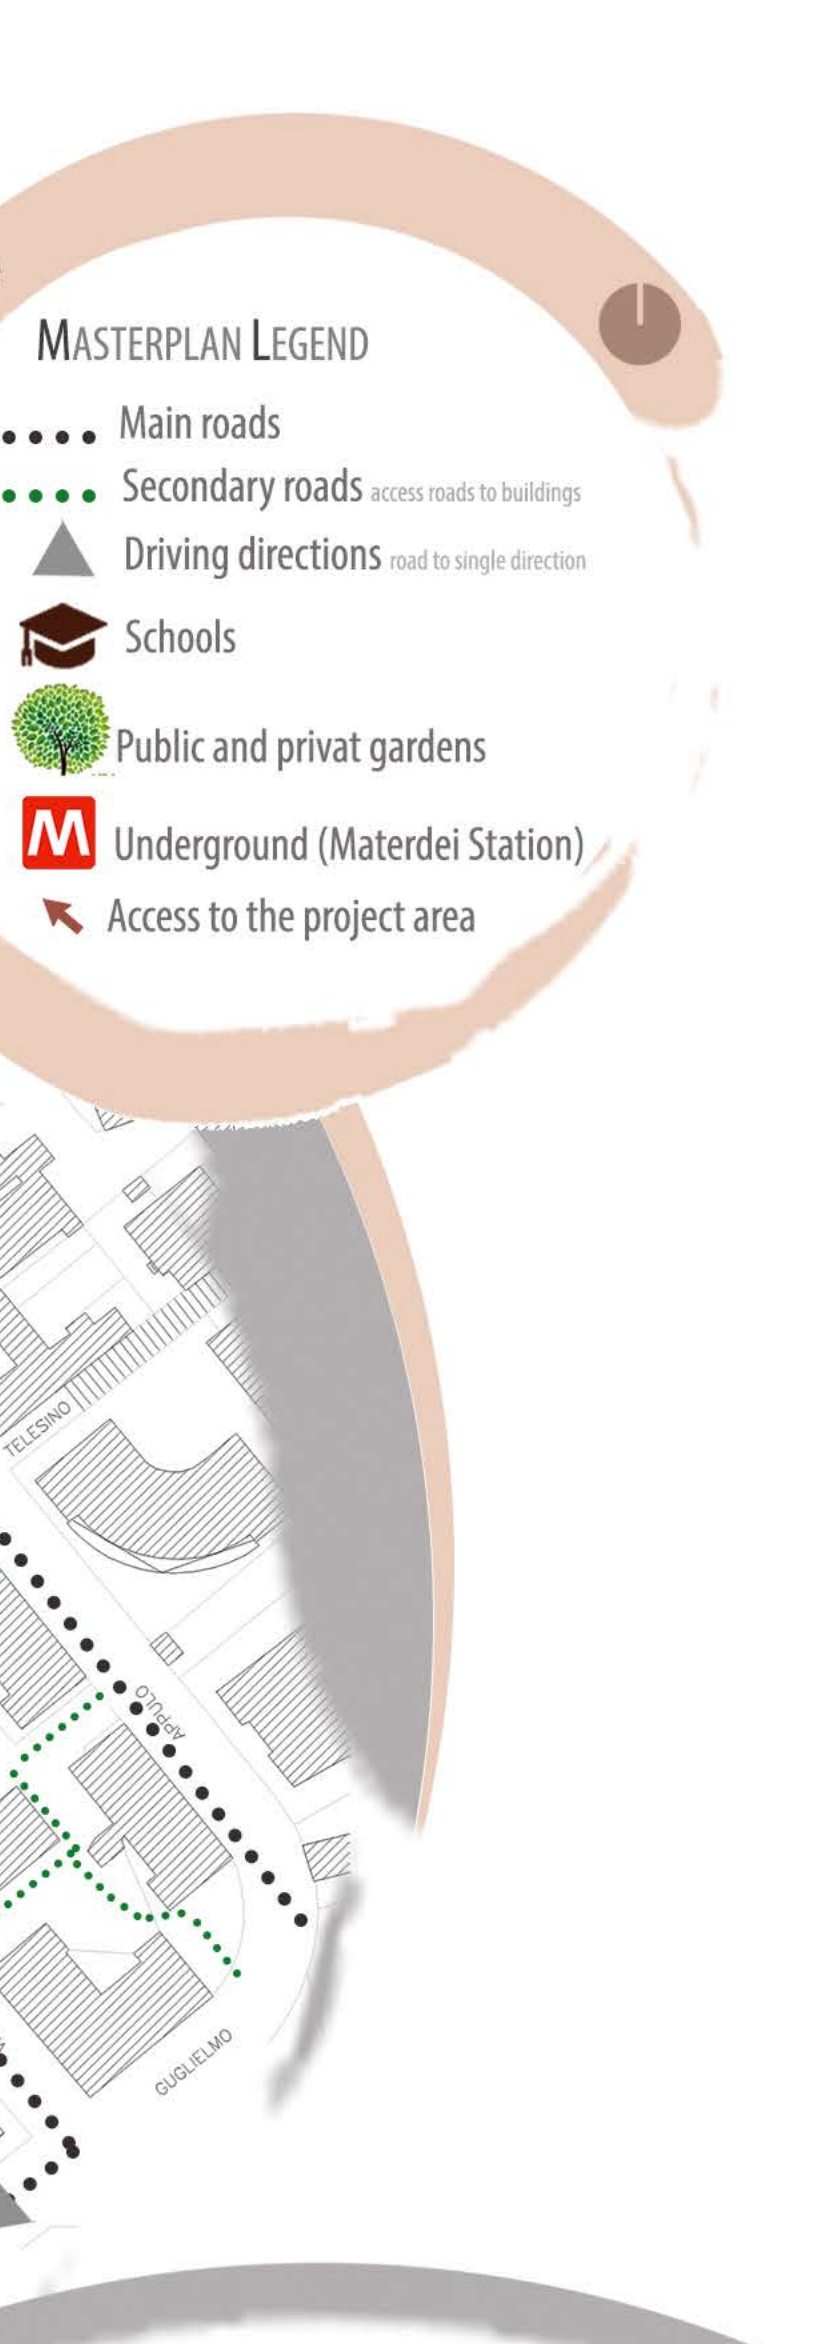 MASTERPLAN LEGEND
Main roads
Secondary roads access roads to buildings
Driving directions road to single direction
Schools
Public and privat gardens
M
Underground (Materdei Station)
Access to the project area
TELESINO
APPULO
GUGLIELMO